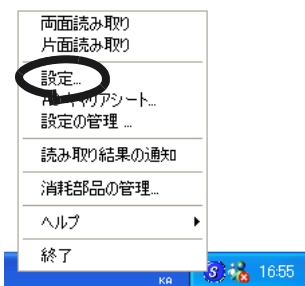 両面読み取り
片面読み取り
設定...
キャリアシート...
設定の管理 ...
読み取り結果の通知
消耗部品の管理...
ヘルプ
終了
KA
S
16:55